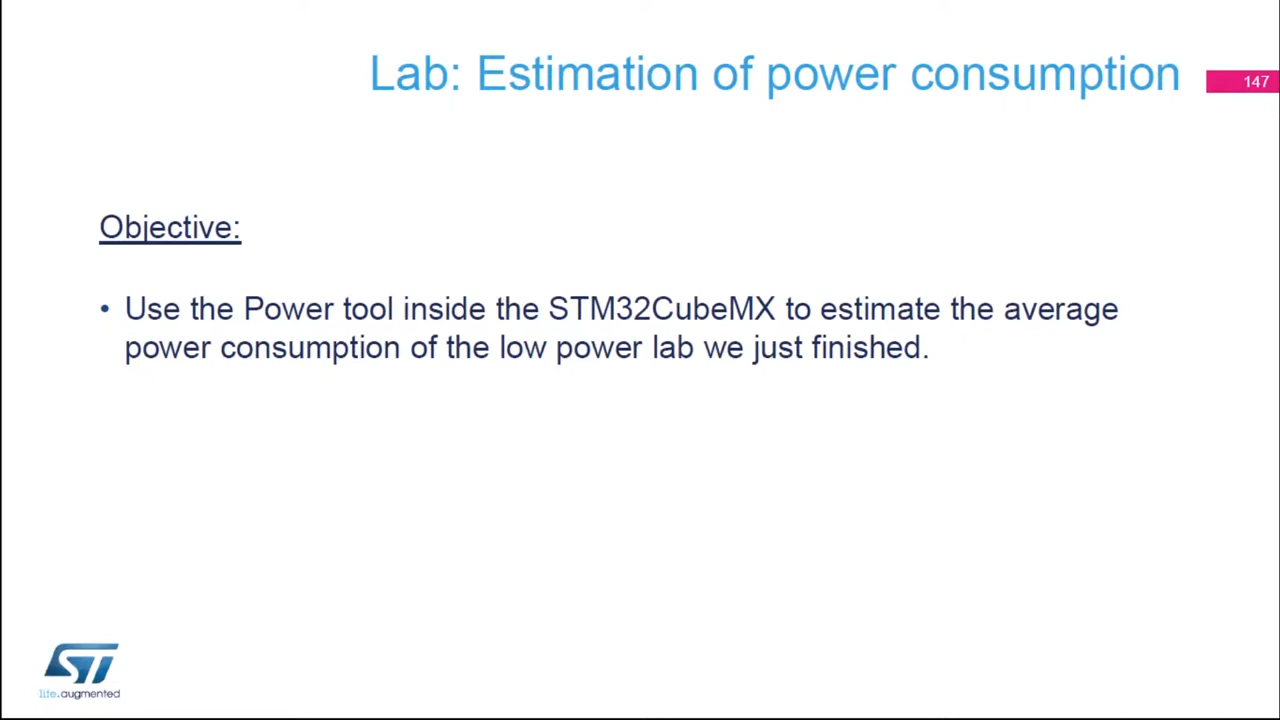 Lab: Estimation of power consumption
147
Objective:
• Use the Power tool inside the STM32CubeMX to estimate the average
power consumption of the low power lab we just finished.
ST
life.augmented